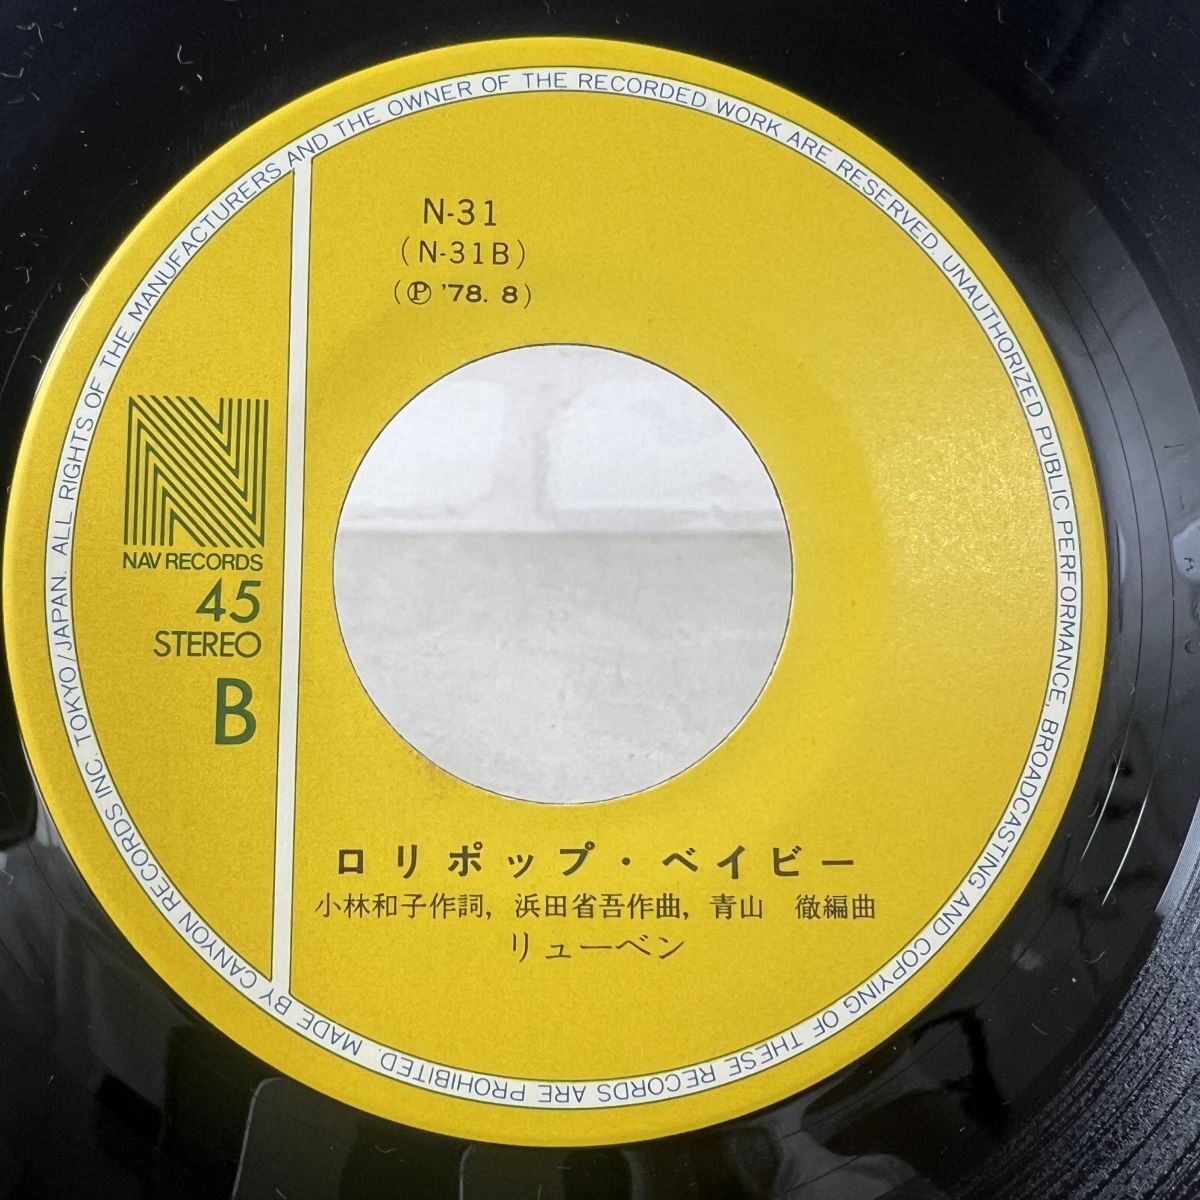 N-31
(N-31B)
(Ⓟ '78. 8)
NAV RECORDS
45
STEREO
B
ロリポップ・ベイビー
小林和子作詞, 浜田省吾作曲, 青山　徹編曲
リューベン
ALL RIGHTS OF THE MANUFACTURERS AND THE OWNER OF THE RECORDED WORK ARE RESERVED. UNAUTHORIZED PUBLIC PERFORMANCE, BROADCASTING AND COPYING OF THESE RECORDS ARE PROHIBITED. MADE BY CANYON RECORDS INC. TOKYO/JAPAN.